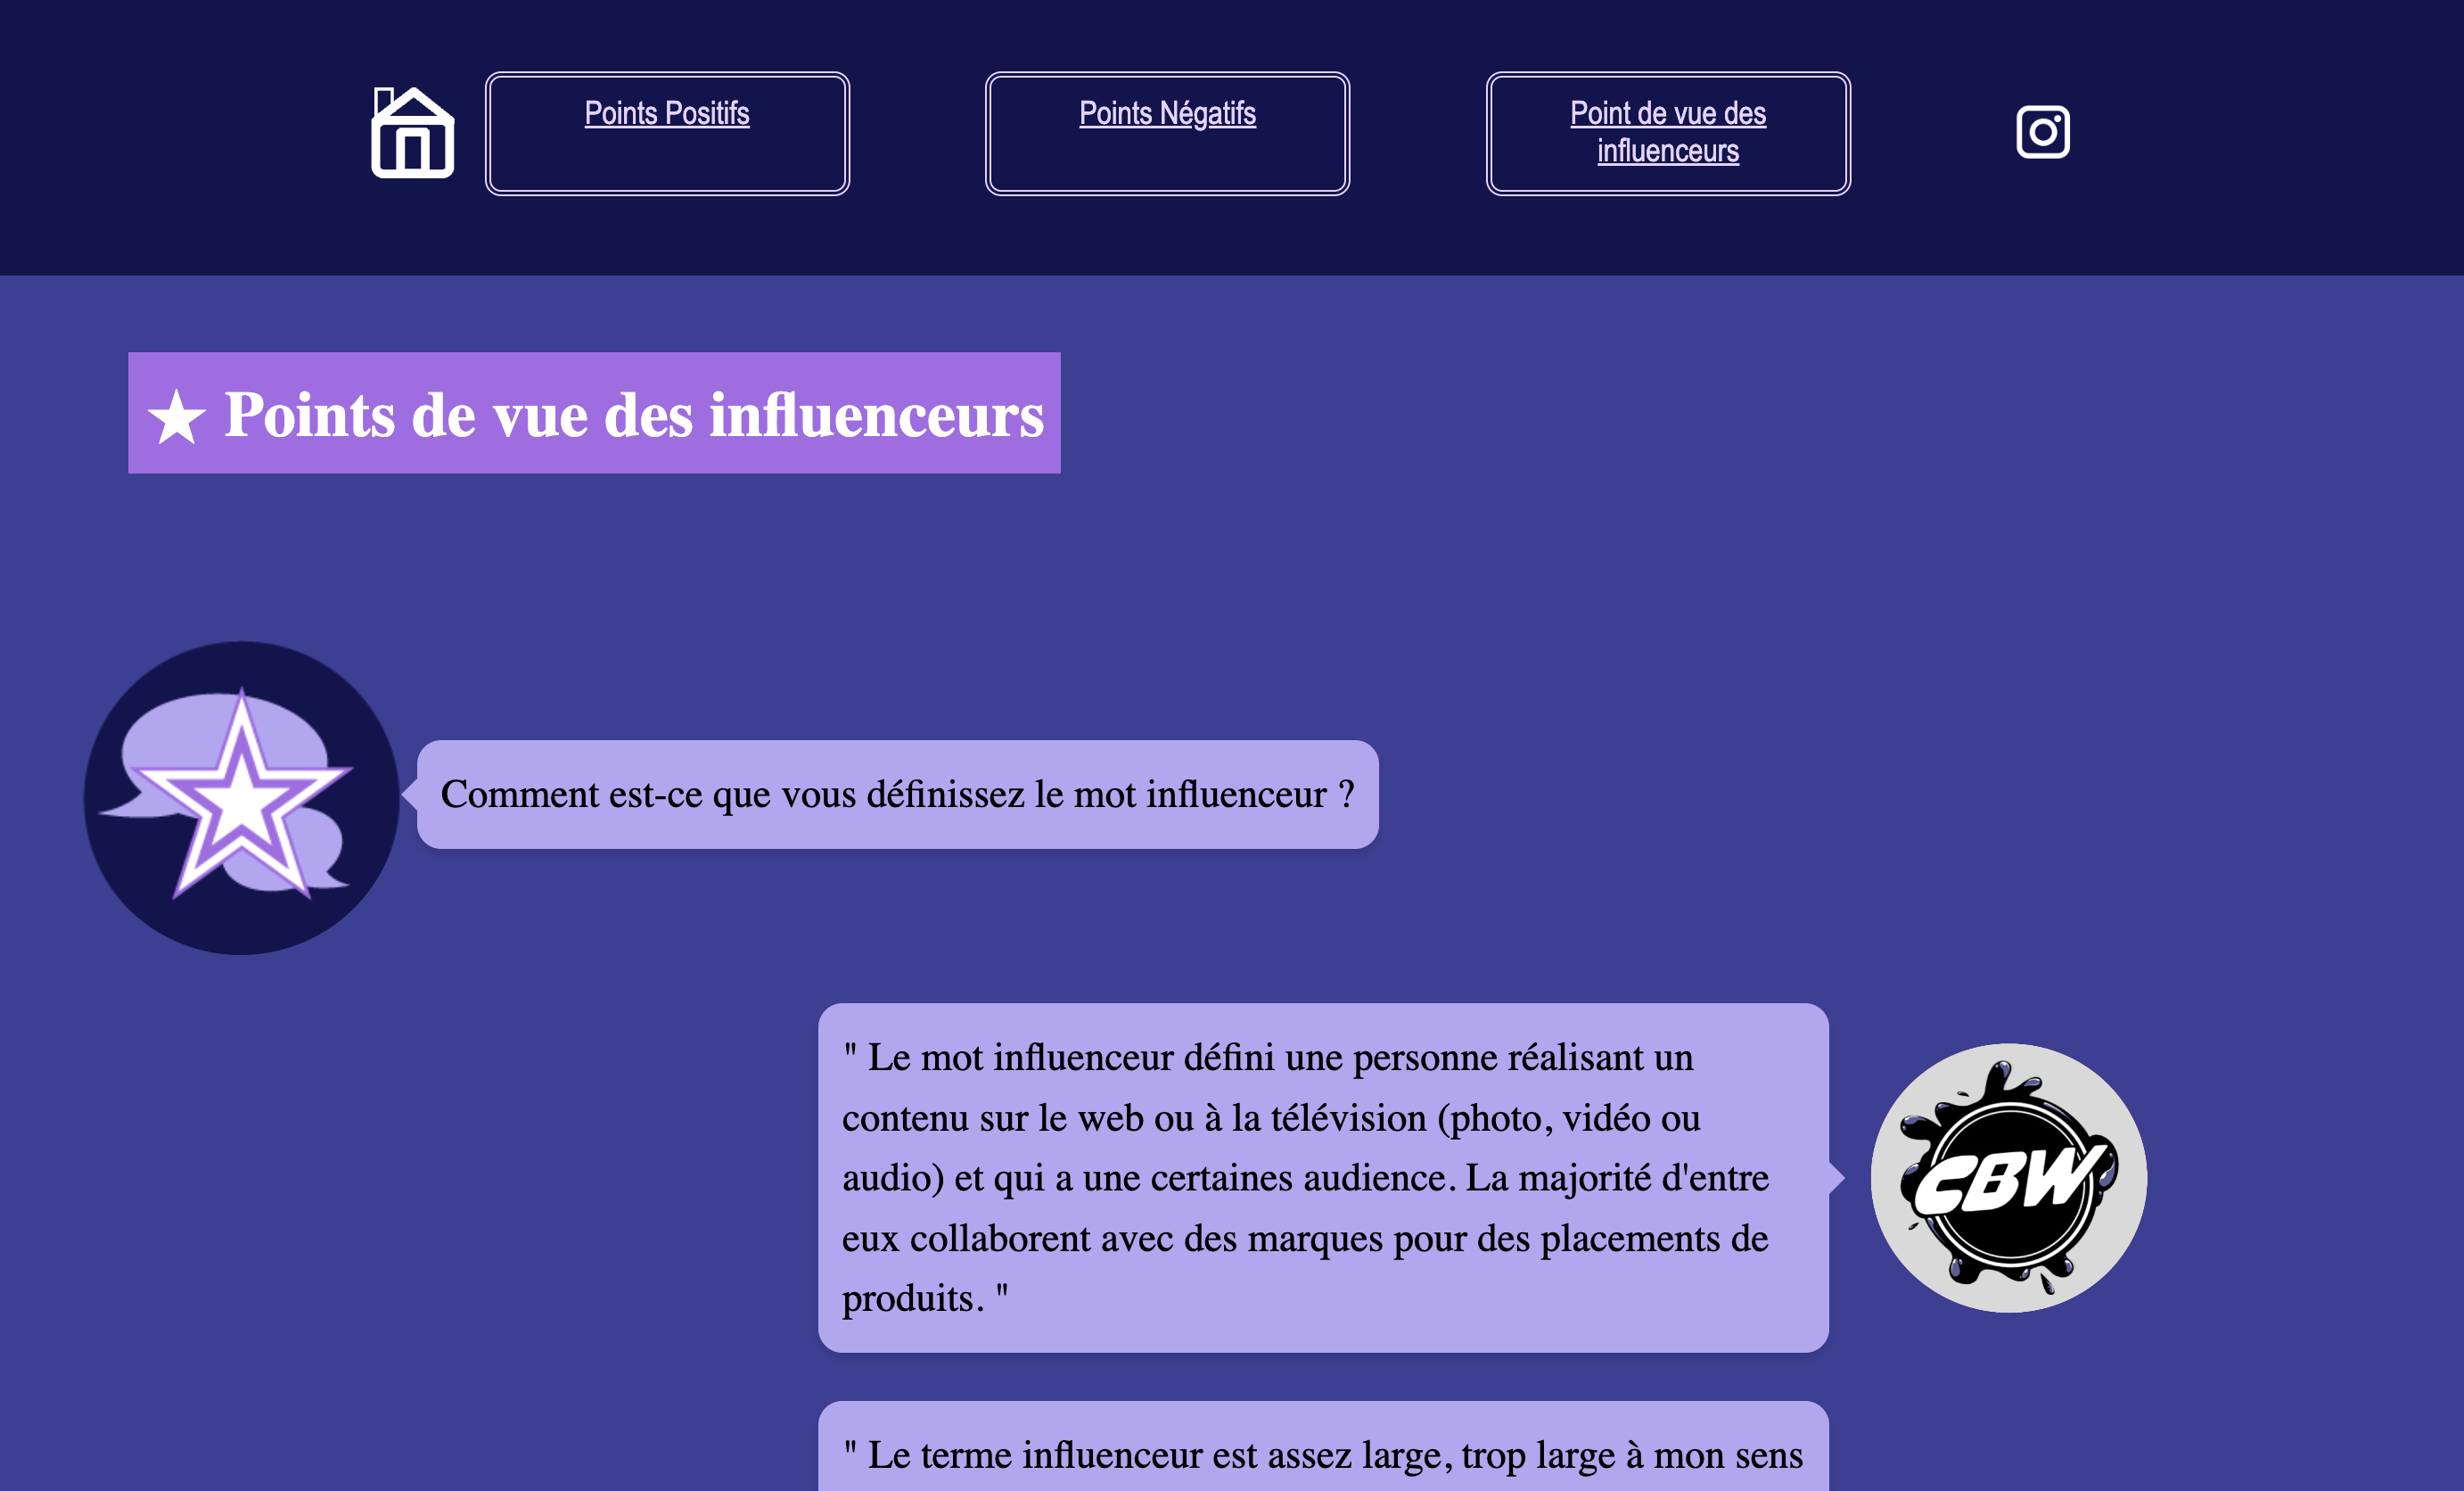 Points Positifs
Points Négatifs
Point de vue des
influenceurs
★ Points de vue des influenceurs
Comment est-ce que vous définissez le mot influenceur ?
" Le mot influenceur défini une personne réalisant un
contenu sur le web ou à la télévision (photo, vidéo ou
audio) et qui a une certaines audience. La majorité d'entre
eux collaborent avec des marques pour des placements de
produits. "
CBW
" Le terme influenceur est assez large, trop large à mon sens